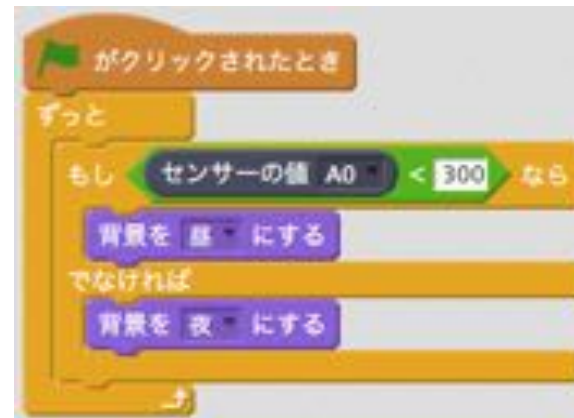 がクリックされたとき
ずっと
もし センサーの値 A0 < 300 なら
背景を 昼 にする
でなければ
背景を 夜 にする